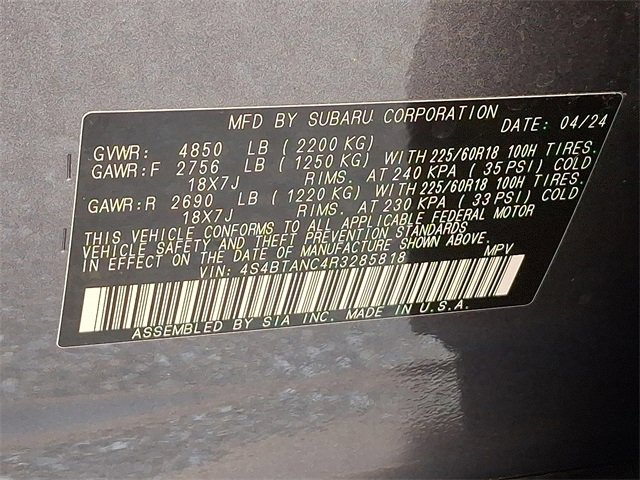 MFD BY SUBARU CORPORATION DATE: 04/24
GVWR: 4850 LB (2200 KG)
GAWR:F 2756 LB (1250 KG) WITH 225/60R18 100H TIRES.
18X7J RIMS. AT 240 KPA (35 PSI) COLD
GAWR:R 2690 LB (1220 KG) WITH 225/60R18 100H TIRES.
18X7J RIMS. AT 230 KPA (33 PSI) COLD
THIS VEHICLE CONFORMS TO ALL APPLICABLE FEDERAL MOTOR
VEHICLE SAFETY AND THEFT PREVENTION STANDARDS
IN EFFECT ON THE DATE OF MANUFACTURE SHOWN ABOVE.
VIN: 4S4BTANC4R3285818 MPV
ASSEMBLED BY SIA INC. MADE IN U.S.A.